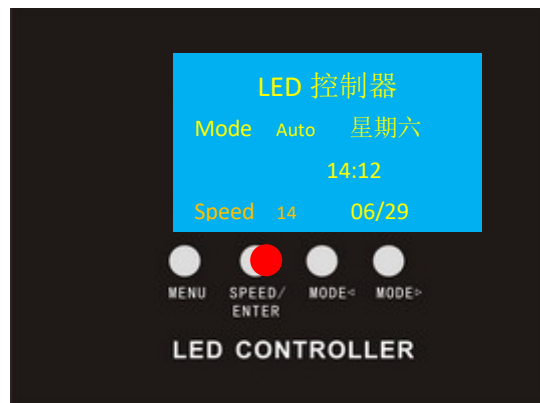 LED 控制器
Mode Auto 星期六
14:12
Speed 14 06/29
MENU SPEED/ MODE◁ MODE▷
ENTER
LED CONTROLLER